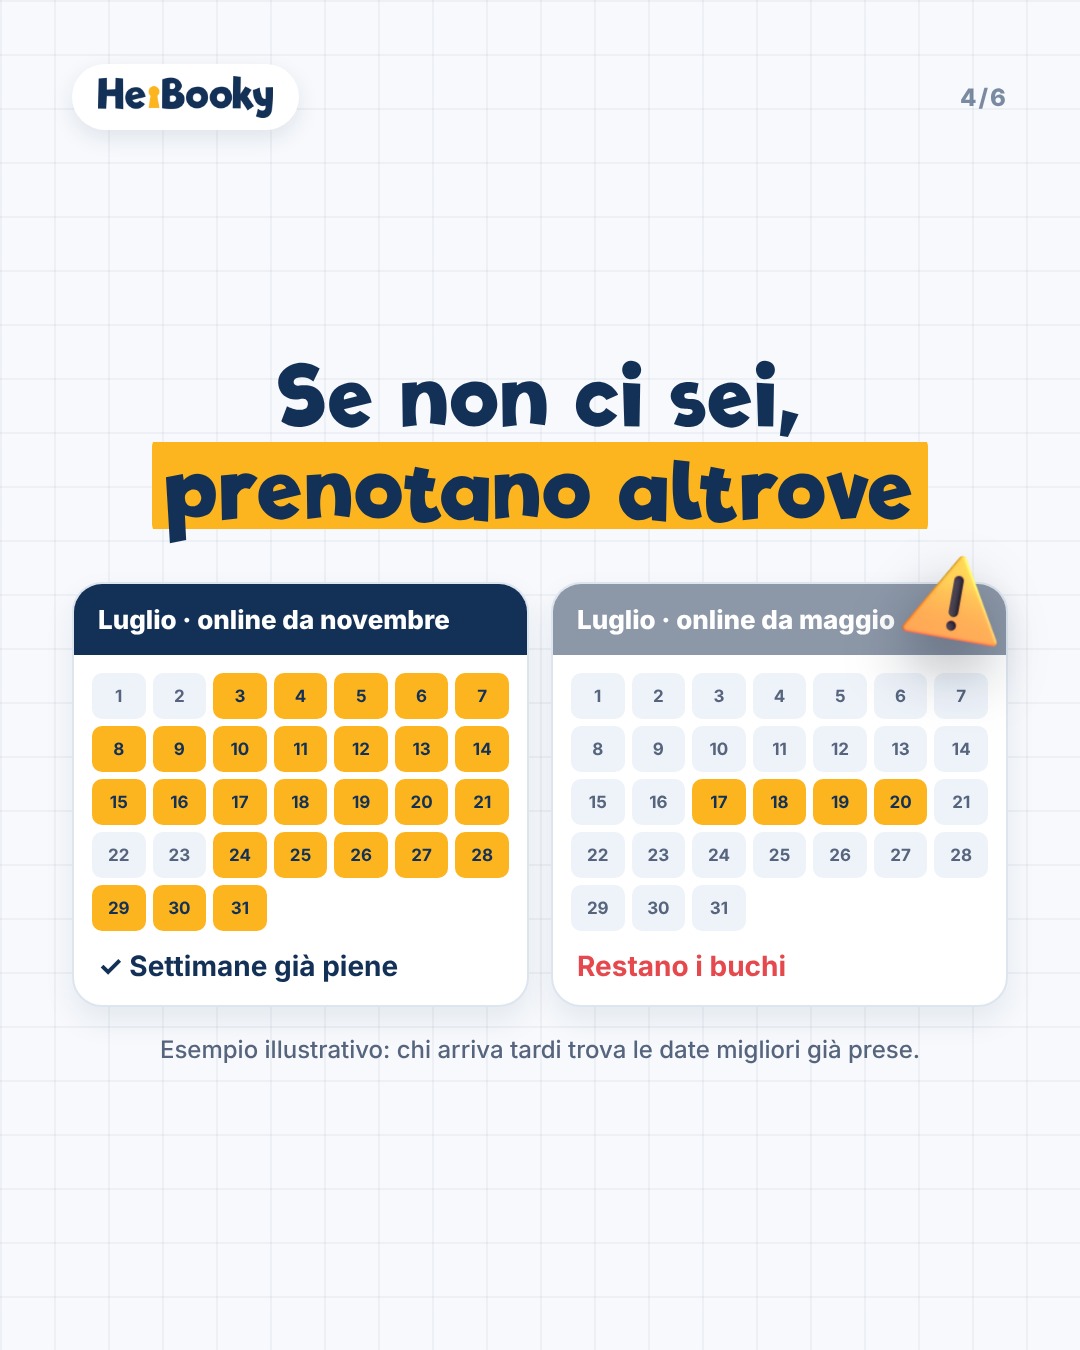 HeiBooky
4/6
Se non ci sei,
prenotano altrove
Luglio · online da novembre
1 2 3 4 5 6 7
8 9 10 11 12 13 14
15 16 17 18 19 20 21
22 23 24 25 26 27 28
29 30 31
✓ Settimane già piene
Luglio · online da maggio
1 2 3 4 5 6 7
8 9 10 11 12 13 14
15 16 17 18 19 20 21
22 23 24 25 26 27 28
29 30 31
Restano i buchi
Esempio illustrativo: chi arriva tardi trova le date migliori già prese.